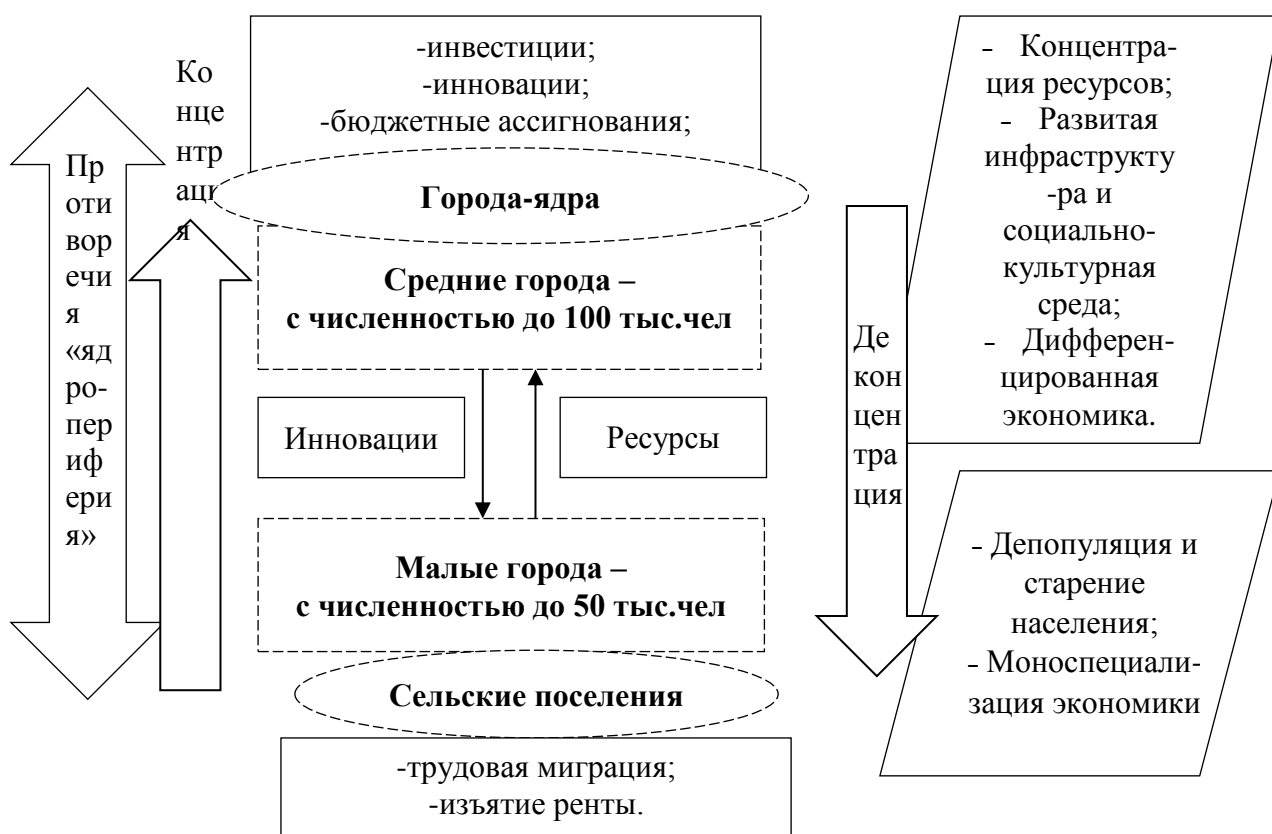 -инвестиции;
-инновации;
-бюджетные ассигнования;
Города-ядра
Средние города –
с численностью до 100 тыс.чел
Инновации
Ресурсы
Малые города –
с численностью до 50 тыс.чел
Сельские поселения
-трудовая миграция;
-изъятие ренты.
Пр
оти
вор
ечи
я
«яд
ро-
пер
иф
ери
я»
Ко
нце
нтр
аци
я
Де
кон
цен
тра
ция
- Концентра-
ция ресурсов;
- Развитая
инфраструкту
-ра и
социально-
культурная
среда;
- Дифферен-
цированная
экономика.
- Депопуляция и
старение
населения;
- Моноспециали-
зация экономики